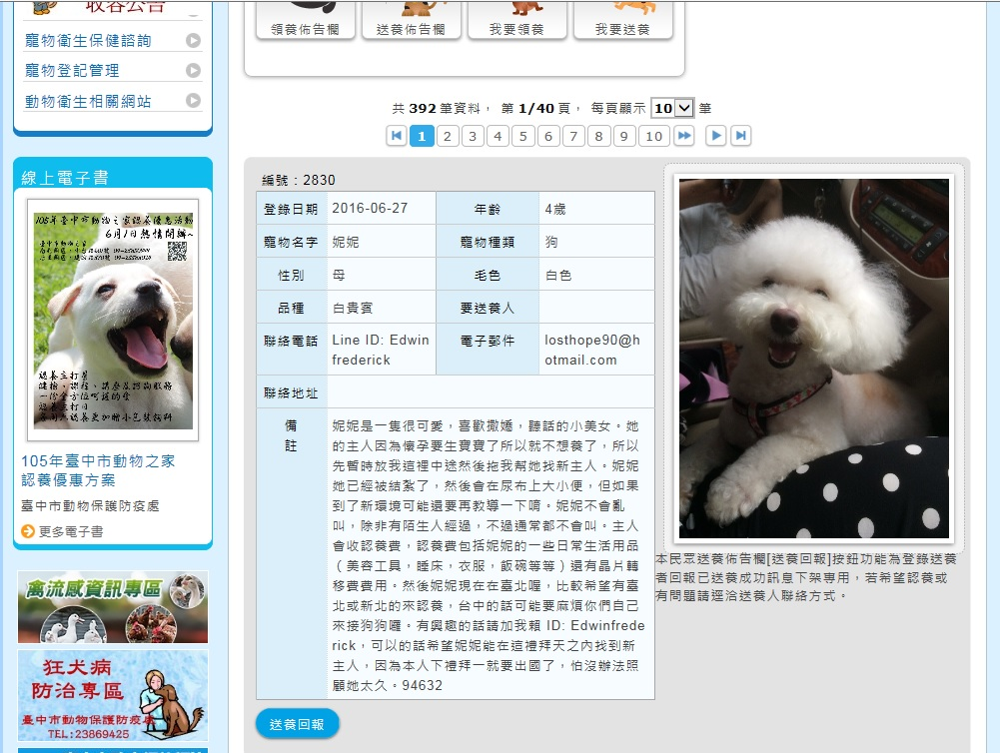 收容公告
寵物衛生保健諮詢
寵物登記管理
動物衛生相關網站
線上電子書
105年臺中市動物之家認養優惠活動
6月1日熱情開辦~
認養主打星
105年臺中市動物之家
認養優惠方案
臺中市動物保護防疫處
更多電子書
禽流感資訊專區
狂犬病
防治專區
臺中市動物保護防疫處
TEL:23869425
領養佈告欄
送養佈告欄
我要領養
我要送養
共 392 筆資料， 第 1/40 頁， 每頁顯示 10 筆
1 2 3 4 5 6 7 8 9 10
編號：2830
登錄日期 2016-06-27 年齡 4歲
寵物名字 妮妮 寵物種類 狗
性別 母 毛色 白色
品種 白貴賓 要送養人
聯絡電話 Line ID: Edwin
frederick
電子郵件 losthope90@h
otmail.com
聯絡地址
備
註
妮妮是一隻很可愛，喜歡撒嬌，聽話的小美女。她
的主人因為懷孕要生寶寶了所以就不想養了，所以
先暫時放我這裡中途然後拖我幫她找新主人。妮妮
她已經被結紮了，然後會在尿布上大小便，但如果
到了新環境可能還要再教導一下唷。妮妮不會亂
叫，除非有陌生人經過，不過通常都不會叫。主人
會收認養費，認養費包括妮妮的一些日常生活用品
（美容工具，睡床，衣服，飯碗等等）還有晶片轉
移費費用。然後妮妮現在在臺北喔，比較希望有臺
北或新北的來認養，台中的話可能要麻煩你們自己
來接狗狗囉。有興趣的話請加我賴 ID: Edwinfrede
rick，可以的話希望妮妮能在這禮拜天之內找到新
主人，因為本人下禮拜一就要出國了，怕沒辦法照
顧她太久。94632
送養回報
本民眾送養佈告欄[送養回報]按鈕功能為登錄送養
者回報已送養成功訊息下架專用，若希望認養或
有問題請逕洽送養人聯絡方式。